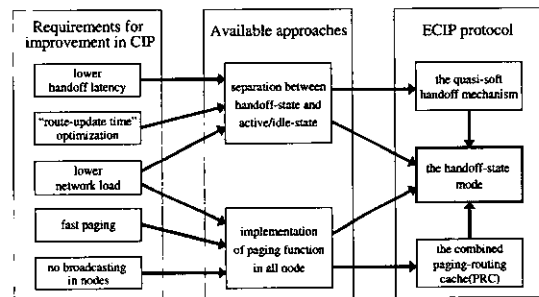 Requirements for
improvement in CIP
lower
handoff latency
"route-update time"
optimization
lower
network load
fast paging
no broadcasting
in nodes
Available approaches
separation between
handoff-state and
active/idle-state
implementation
of paging function
in all node
ECIP protocol
the quasi-soft
handoff mechanism
the handoff-state
mode
the combined
paging-routing
cache(PRC)